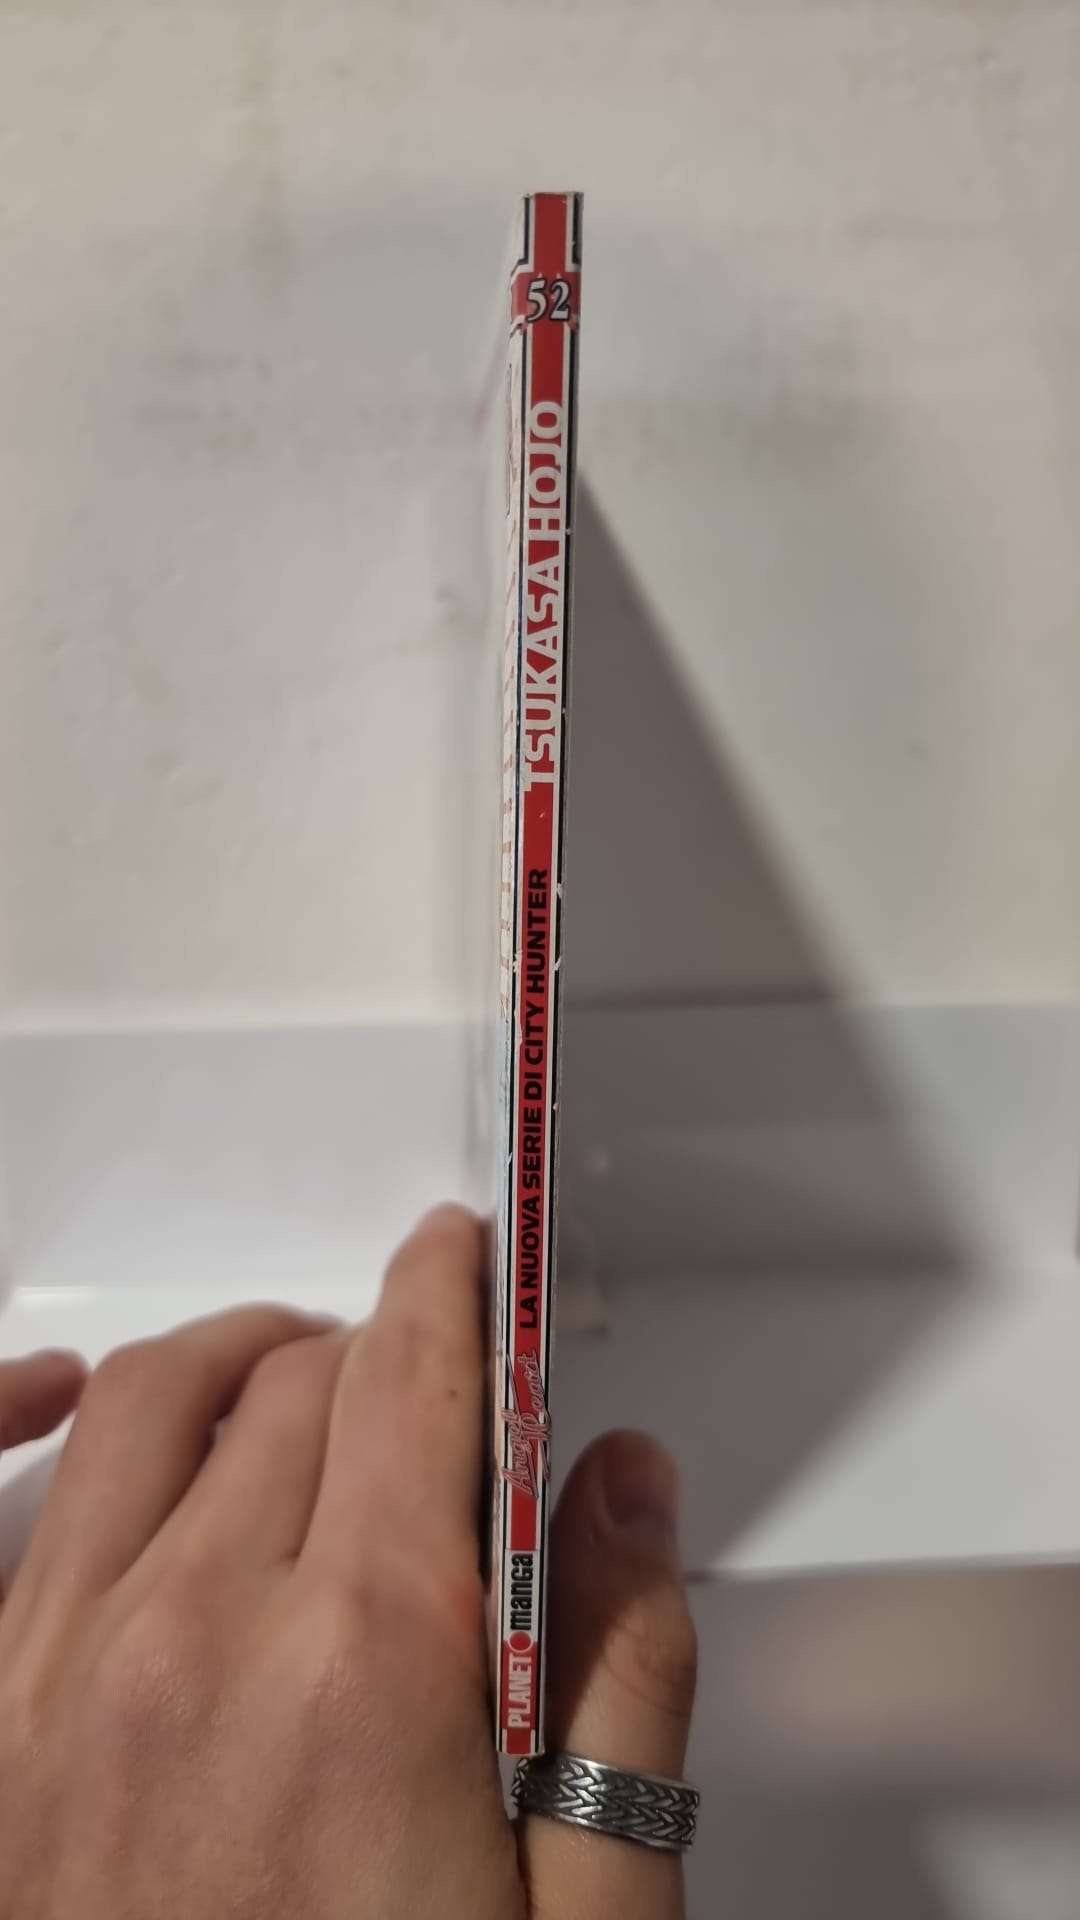 52
TSUKASA HOJO
LA NUOVA SERIE DI CITY HUNTER
Angel Heart
PLANET manga